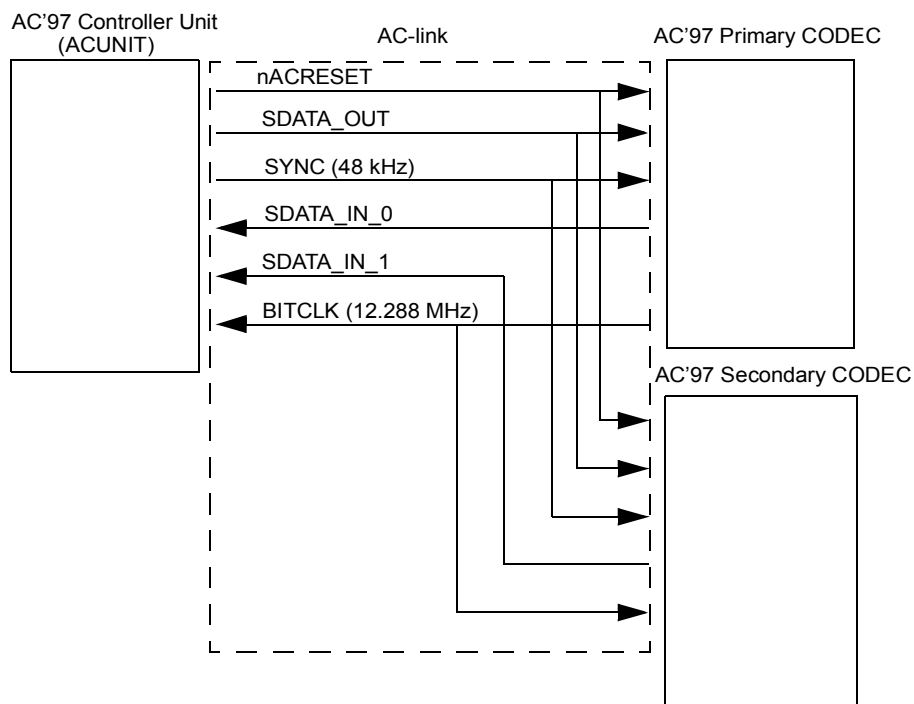 AC'97 Controller Unit
(ACUNIT)
AC-link
AC'97 Primary CODEC
nACRESET
SDATA_OUT
SYNC (48 kHz)
SDATA_IN_0
SDATA_IN_1
BITCLK (12.288 MHz)
AC'97 Secondary CODEC